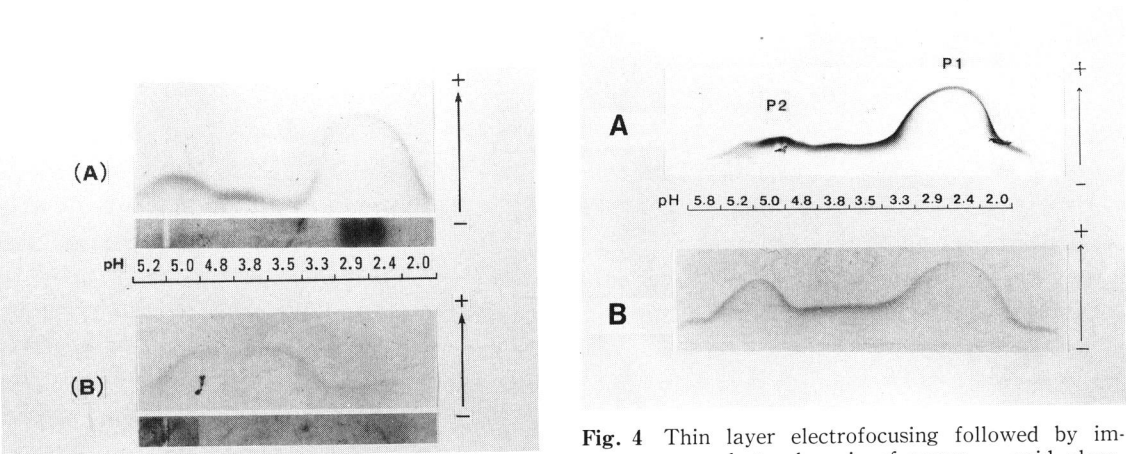 +
(A)
−
pH 5.2 5.0 4.8 3.8 3.5 3.3 2.9 2.4 2.0
+
(B)
−
P1
P2
+
A
−
pH 5.8 5.2 5.0 4.8 3.8 3.5 3.3 2.9 2.4 2.0
+
B
−
Fig. 4 Thin layer electrofocusing followed by im-